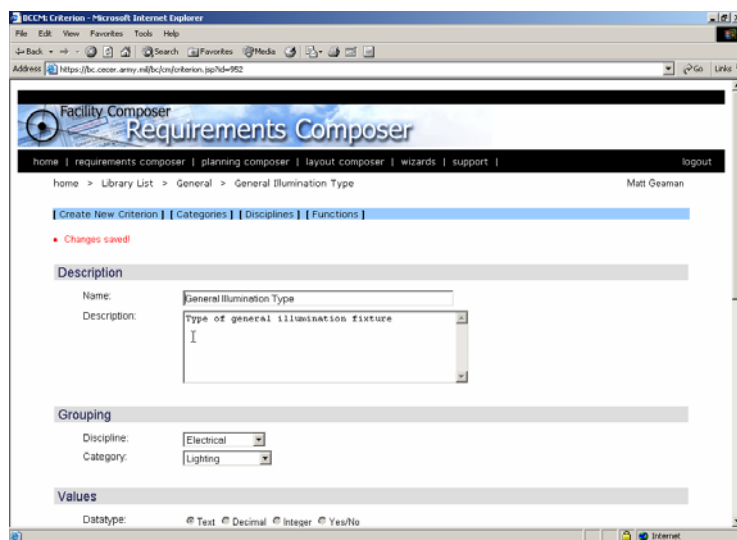 BCCM: Criterion - Microsoft Internet Explorer
File Edit View Favorites Tools Help
Back Search Favorites Media
Address https://bc.cecer.army.mil/bc/cm/criterion.jsp?id=952 Go Links
Facility Composer
Requirements Composer
home | requirements composer | planning composer | layout composer | wizards | support | logout
home > Library List > General > General Illumination Type Matt Geaman
[ Create New Criterion ] [ Categories ] [ Disciplines ] [ Functions ]
Changes saved!
Description
Name: General Illumination Type
Description: Type of general illumination fixture
Grouping
Discipline: Electrical
Category: Lighting
Values
Datatype: Text Decimal Integer Yes/No
Internet